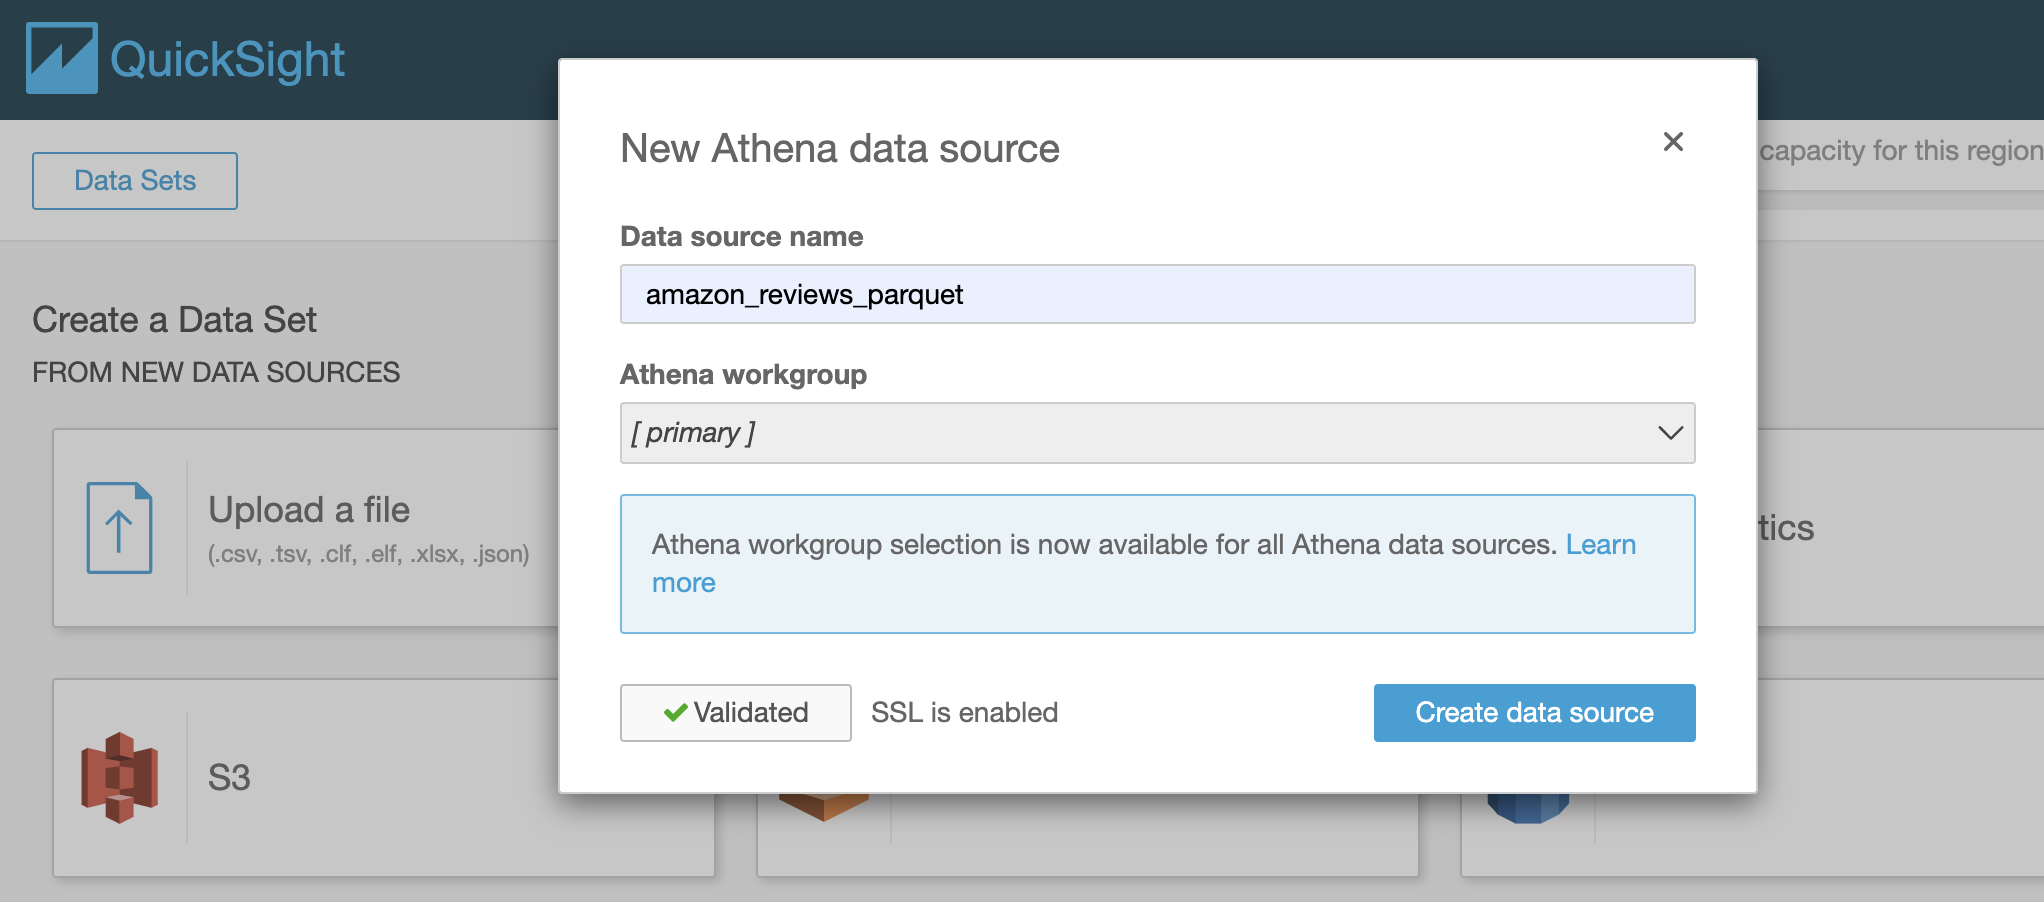 QuickSight
Data Sets
capacity for this region
Create a Data Set
FROM NEW DATA SOURCES
Upload a file
(.csv, .tsv, .clf, .elf, .xlsx, .json)
S3
New Athena data source
Data source name
amazon_reviews_parquet
Athena workgroup
[ primary ]
Athena workgroup selection is now available for all Athena data sources. Learn
more
Validated
SSL is enabled
Create data source
tics